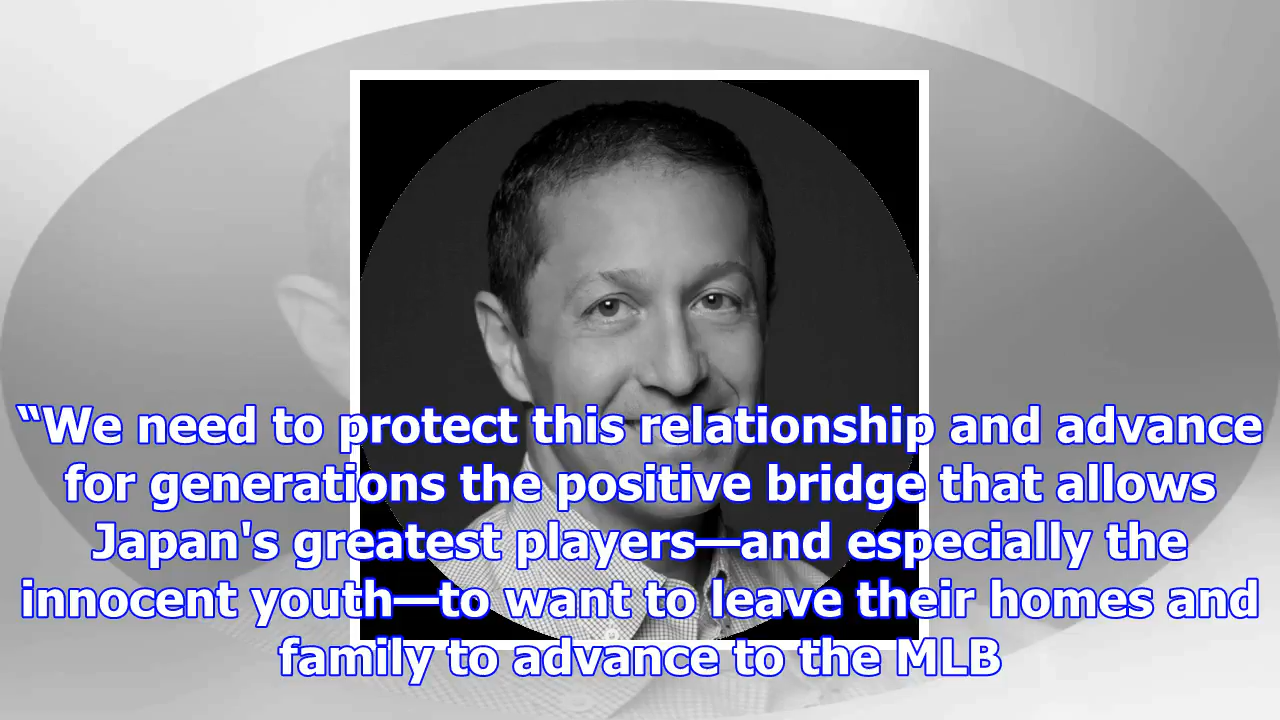 “We need to protect this relationship and advance
for generations the positive bridge that allows
Japan's greatest players—and especially the
innocent youth—to want to leave their homes and
family to advance to the MLB